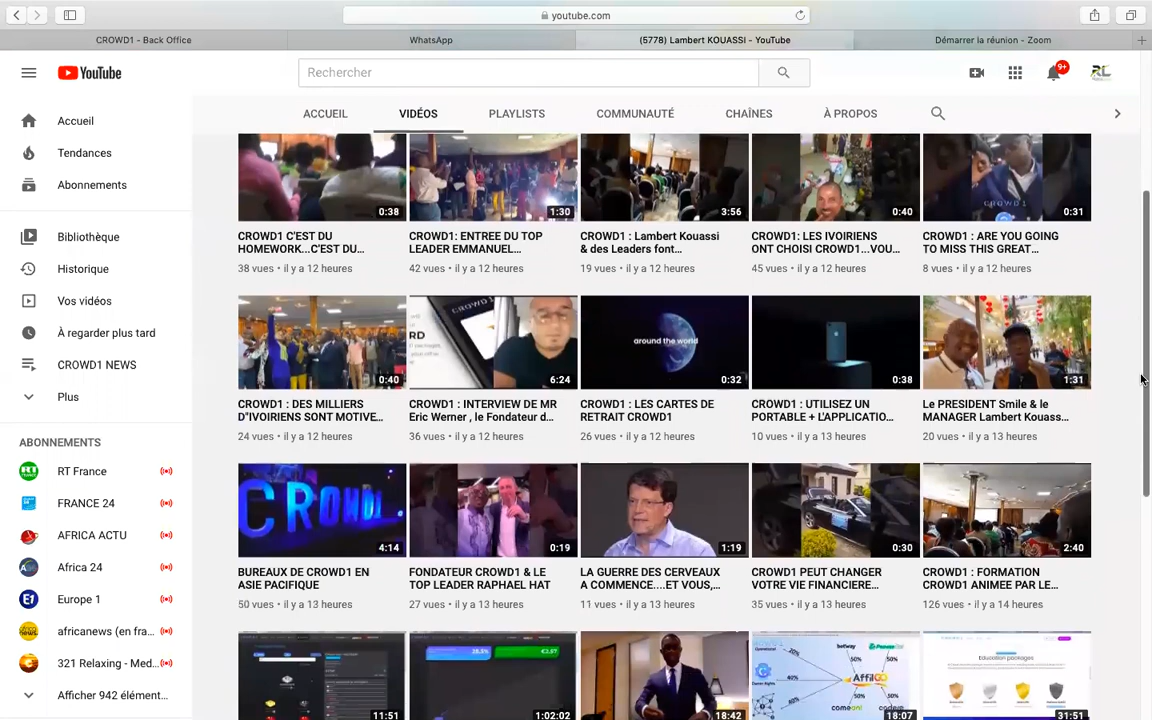 youtube.com
CROWD1 - Back Office
WhatsApp
(5778) Lambert KOUASSI - YouTube
Démarrer la réunion - Zoom
YouTube
Rechercher
9+
ACCUEIL
VIDÉOS
PLAYLISTS
COMMUNAUTÉ
CHAÎNES
À PROPOS
Accueil
Tendances
Abonnements
Bibliothèque
Historique
Vos vidéos
À regarder plus tard
CROWD1 NEWS
Plus
ABONNEMENTS
RT France
FRANCE 24
AFRICA ACTU
Africa 24
Europe 1
africanews (en fra...
321 Relaxing - Med...
Afficher 942 élément...
0:38
1:30
3:56
0:40
0:31
CROWD1 C'EST DU
HOMEWORK...C'EST DU...
38 vues • il y a 12 heures
CROWD1: ENTREE DU TOP
LEADER EMMANUEL...
42 vues • il y a 12 heures
CROWD1 : Lambert Kouassi
& des Leaders font...
19 vues • il y a 12 heures
CROWD1: LES IVOIRIENS
ONT CHOISI CROWD1...VOU...
45 vues • il y a 12 heures
CROWD1 : ARE YOU GOING
TO MISS THIS GREAT...
8 vues • il y a 12 heures
0:40
6:24
around the world
0:32
0:38
1:31
CROWD1 : DES MILLIERS
D"IVOIRIENS SONT MOTIVE...
24 vues • il y a 12 heures
CROWD1 : INTERVIEW DE MR
Eric Werner , le Fondateur d...
36 vues • il y a 12 heures
CROWD1 : LES CARTES DE
RETRAIT CROWD1
26 vues • il y a 12 heures
CROWD1 : UTILISEZ UN
PORTABLE + L'APPLICATIO...
10 vues • il y a 13 heures
Le PRESIDENT Smile & le
MANAGER Lambert Kouass...
20 vues • il y a 13 heures
CROWD1
4:14
0:19
1:19
0:30
2:40
BUREAUX DE CROWD1 EN
ASIE PACIFIQUE
50 vues • il y a 13 heures
FONDATEUR CROWD1 & LE
TOP LEADER RAPHAEL HAT
27 vues • il y a 13 heures
LA GUERRE DES CERVEAUX
A COMMENCE....ET VOUS,...
11 vues • il y a 13 heures
CROWD1 PEUT CHANGER
VOTRE VIE FINANCIERE...
35 vues • il y a 13 heures
CROWD1 : FORMATION
CROWD1 ANIMEE PAR LE...
126 vues • il y a 14 heures
11:51
1:02:02
18:42
18:07
31:51
betway
AffilGO
Education packages